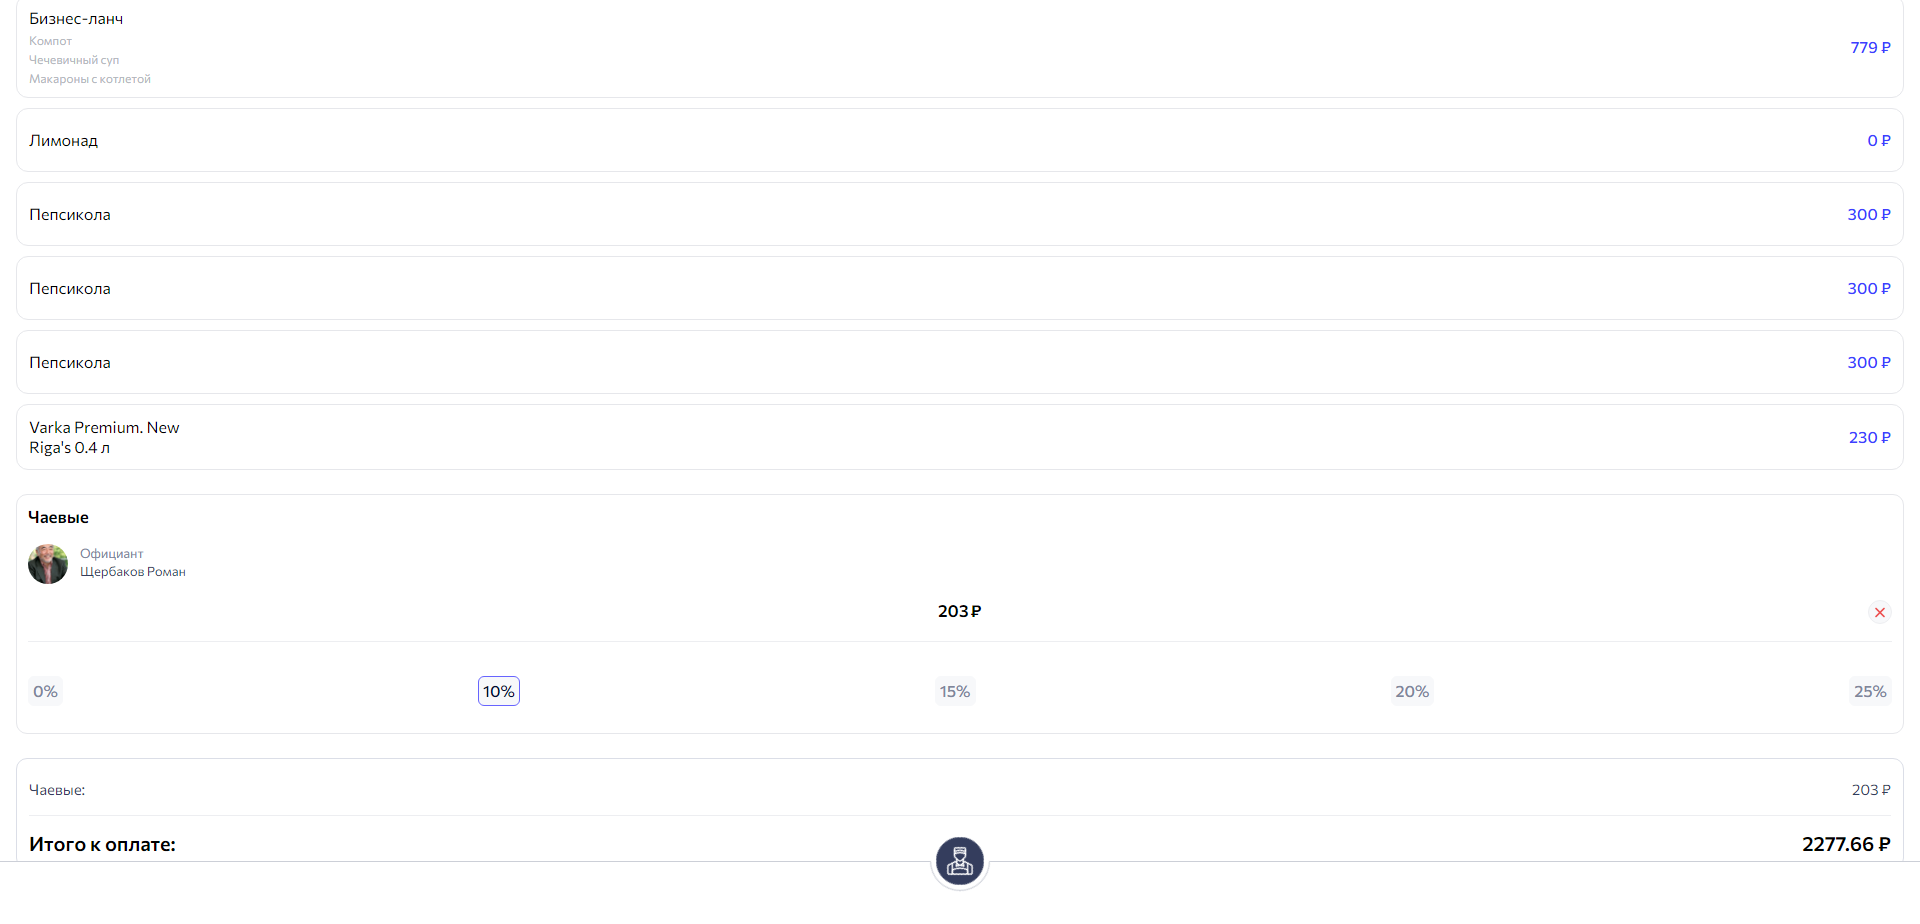 Бизнес-ланч
Компот
Чечевичный суп
Макароны с котлетой
779 ₽
Лимонад
0 ₽
Пепсикола
300 ₽
Пепсикола
300 ₽
Пепсикола
300 ₽
Varka Premium. New
Riga's 0.4 л
230 ₽
Чаевые
Официант
Щербаков Роман
203 ₽
0%
10%
15%
20%
25%
Чаевые:
203 ₽
Итого к оплате:
2277.66 ₽